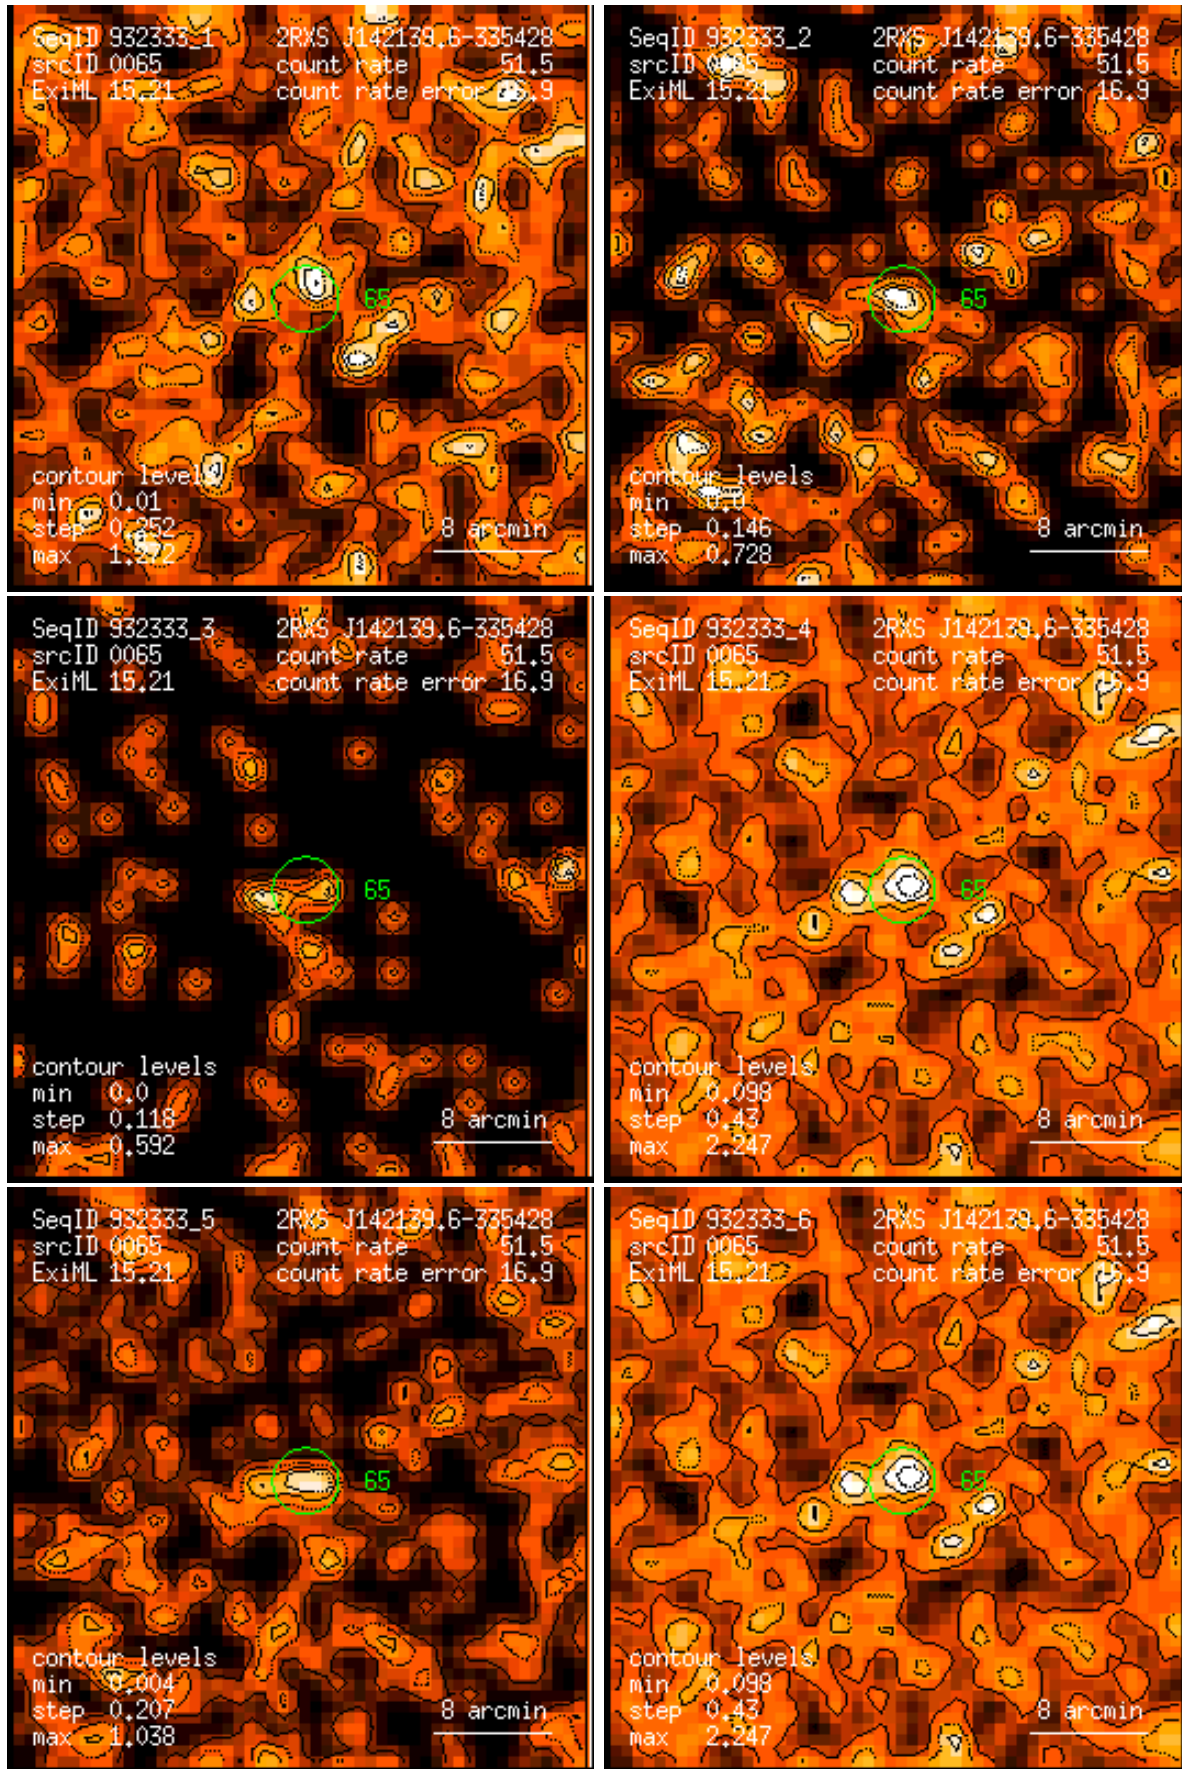 SeqID 932333_1 2RXS J142139.6-335428
srcID 0065 count rate 51.5
ExiML 15.21 count rate error 16.9
65
contour levels
min 0.01
step 0.252 8 arcmin
max 1.272
SeqID 932333_2 2RXS J142139.6-335428
srcID 0065 count rate 51.5
ExiML 15.21 count rate error 16.9
65
contour levels
min 0.0
step 0.146 8 arcmin
max 0.728
SeqID 932333_3 2RXS J142139.6-335428
srcID 0065 count rate 51.5
ExiML 15.21 count rate error 16.9
65
contour levels
min 0.0
step 0.118 8 arcmin
max 0.592
SeqID 932333_4 2RXS J142139.6-335428
srcID 0065 count rate 51.5
ExiML 15.21 count rate error 16.9
65
contour levels
min 0.098
step 0.43 8 arcmin
max 2.247
SeqID 932333_5 2RXS J142139.6-335428
srcID 0065 count rate 51.5
ExiML 15.21 count rate error 16.9
65
contour levels
min 0.004
step 0.207 8 arcmin
max 1.038
SeqID 932333_6 2RXS J142139.6-335428
srcID 0065 count rate 51.5
ExiML 15.21 count rate error 16.9
65
contour levels
min 0.098
step 0.43 8 arcmin
max 2.247